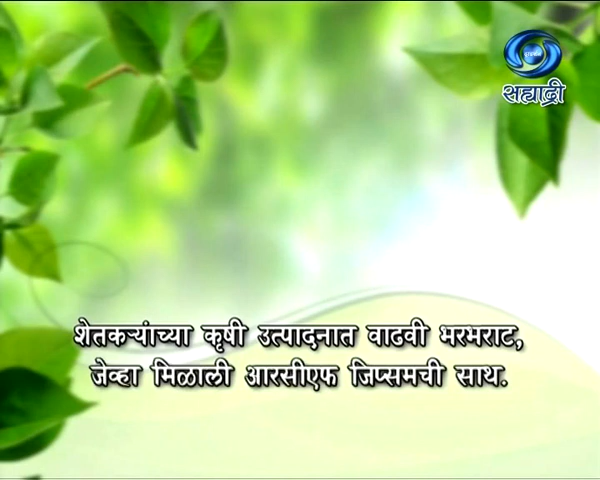 सह्याद्री
शेतकऱ्यांच्या कृषी उत्पादनात वाढवी भरभराट,
जेव्हा मिळाली आरसीएफ जिप्समची साथ.